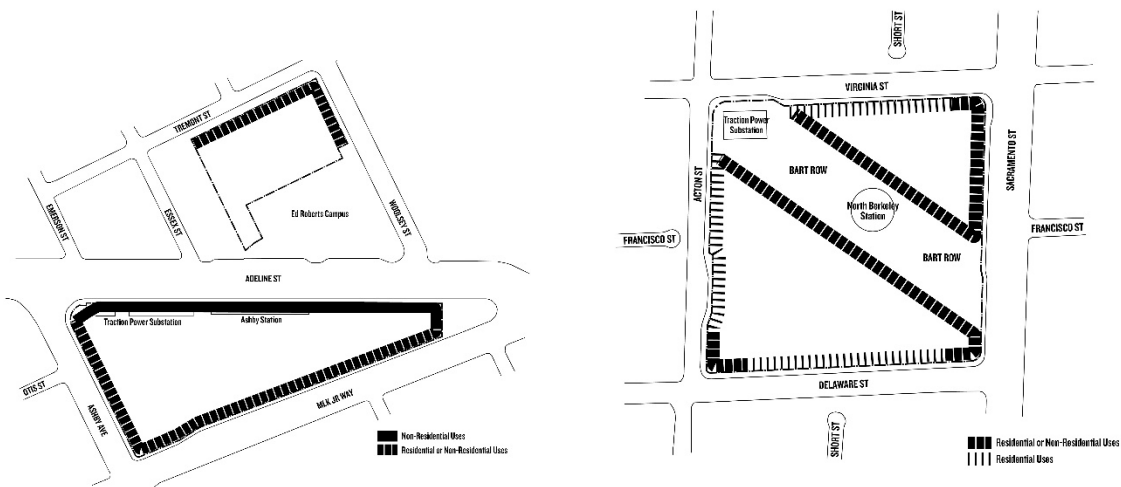 TREMONT ST
EMERSON ST
ESSEX ST
Ed Roberts Campus
WOOLSEY ST
ADELINE ST
Traction Power Substation
Ashby Station
OTIS ST
ASHBY AVE
MLK JR WAY
Non-Residential Uses
Residential or Non-Residential Uses
SHORT ST
VIRGINIA ST
Traction Power
Substation
BART ROW
ACTON ST
SACRAMENTO ST
North Berkeley
Station
FRANCISCO ST
FRANCISCO ST
BART ROW
DELAWARE ST
SHORT ST
Residential or Non-Residential Uses
Residential Uses